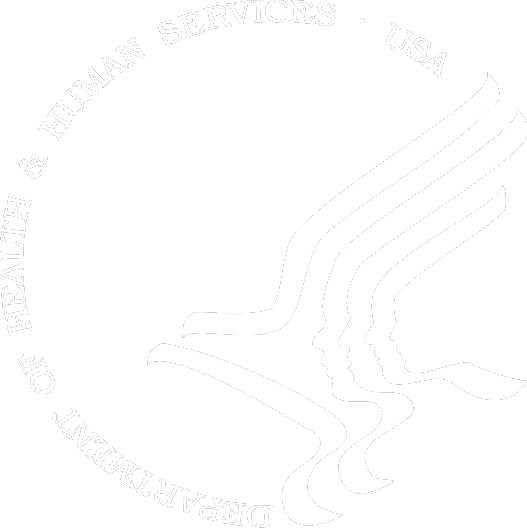 DEPARTMENT OF HEALTH & HUMAN SERVICES · USA